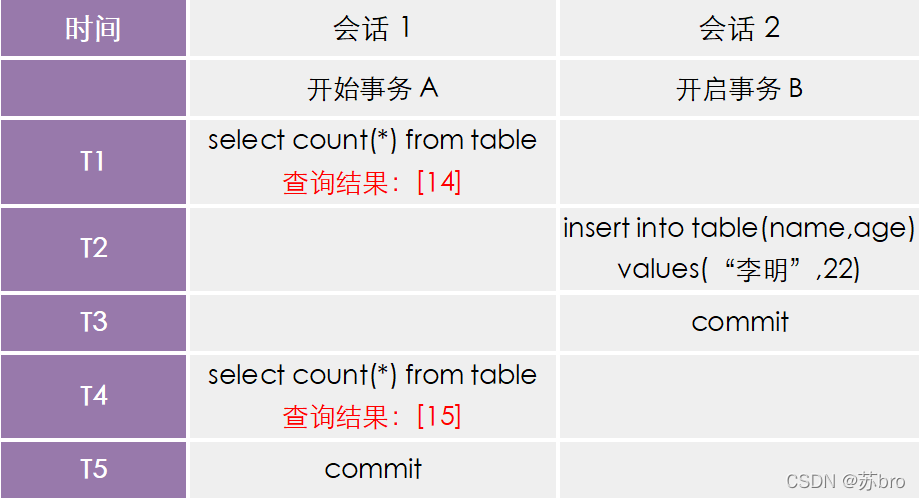 时间 会话 1 会话 2
开始事务 A 开启事务 B
T1
select count(*) from table
查询结果：[14]
T2
insert into table(name,age)
values(“李明”,22)
T3 commit
T4
select count(*) from table
查询结果：[15]
T5 commit
CSDN @苏bro